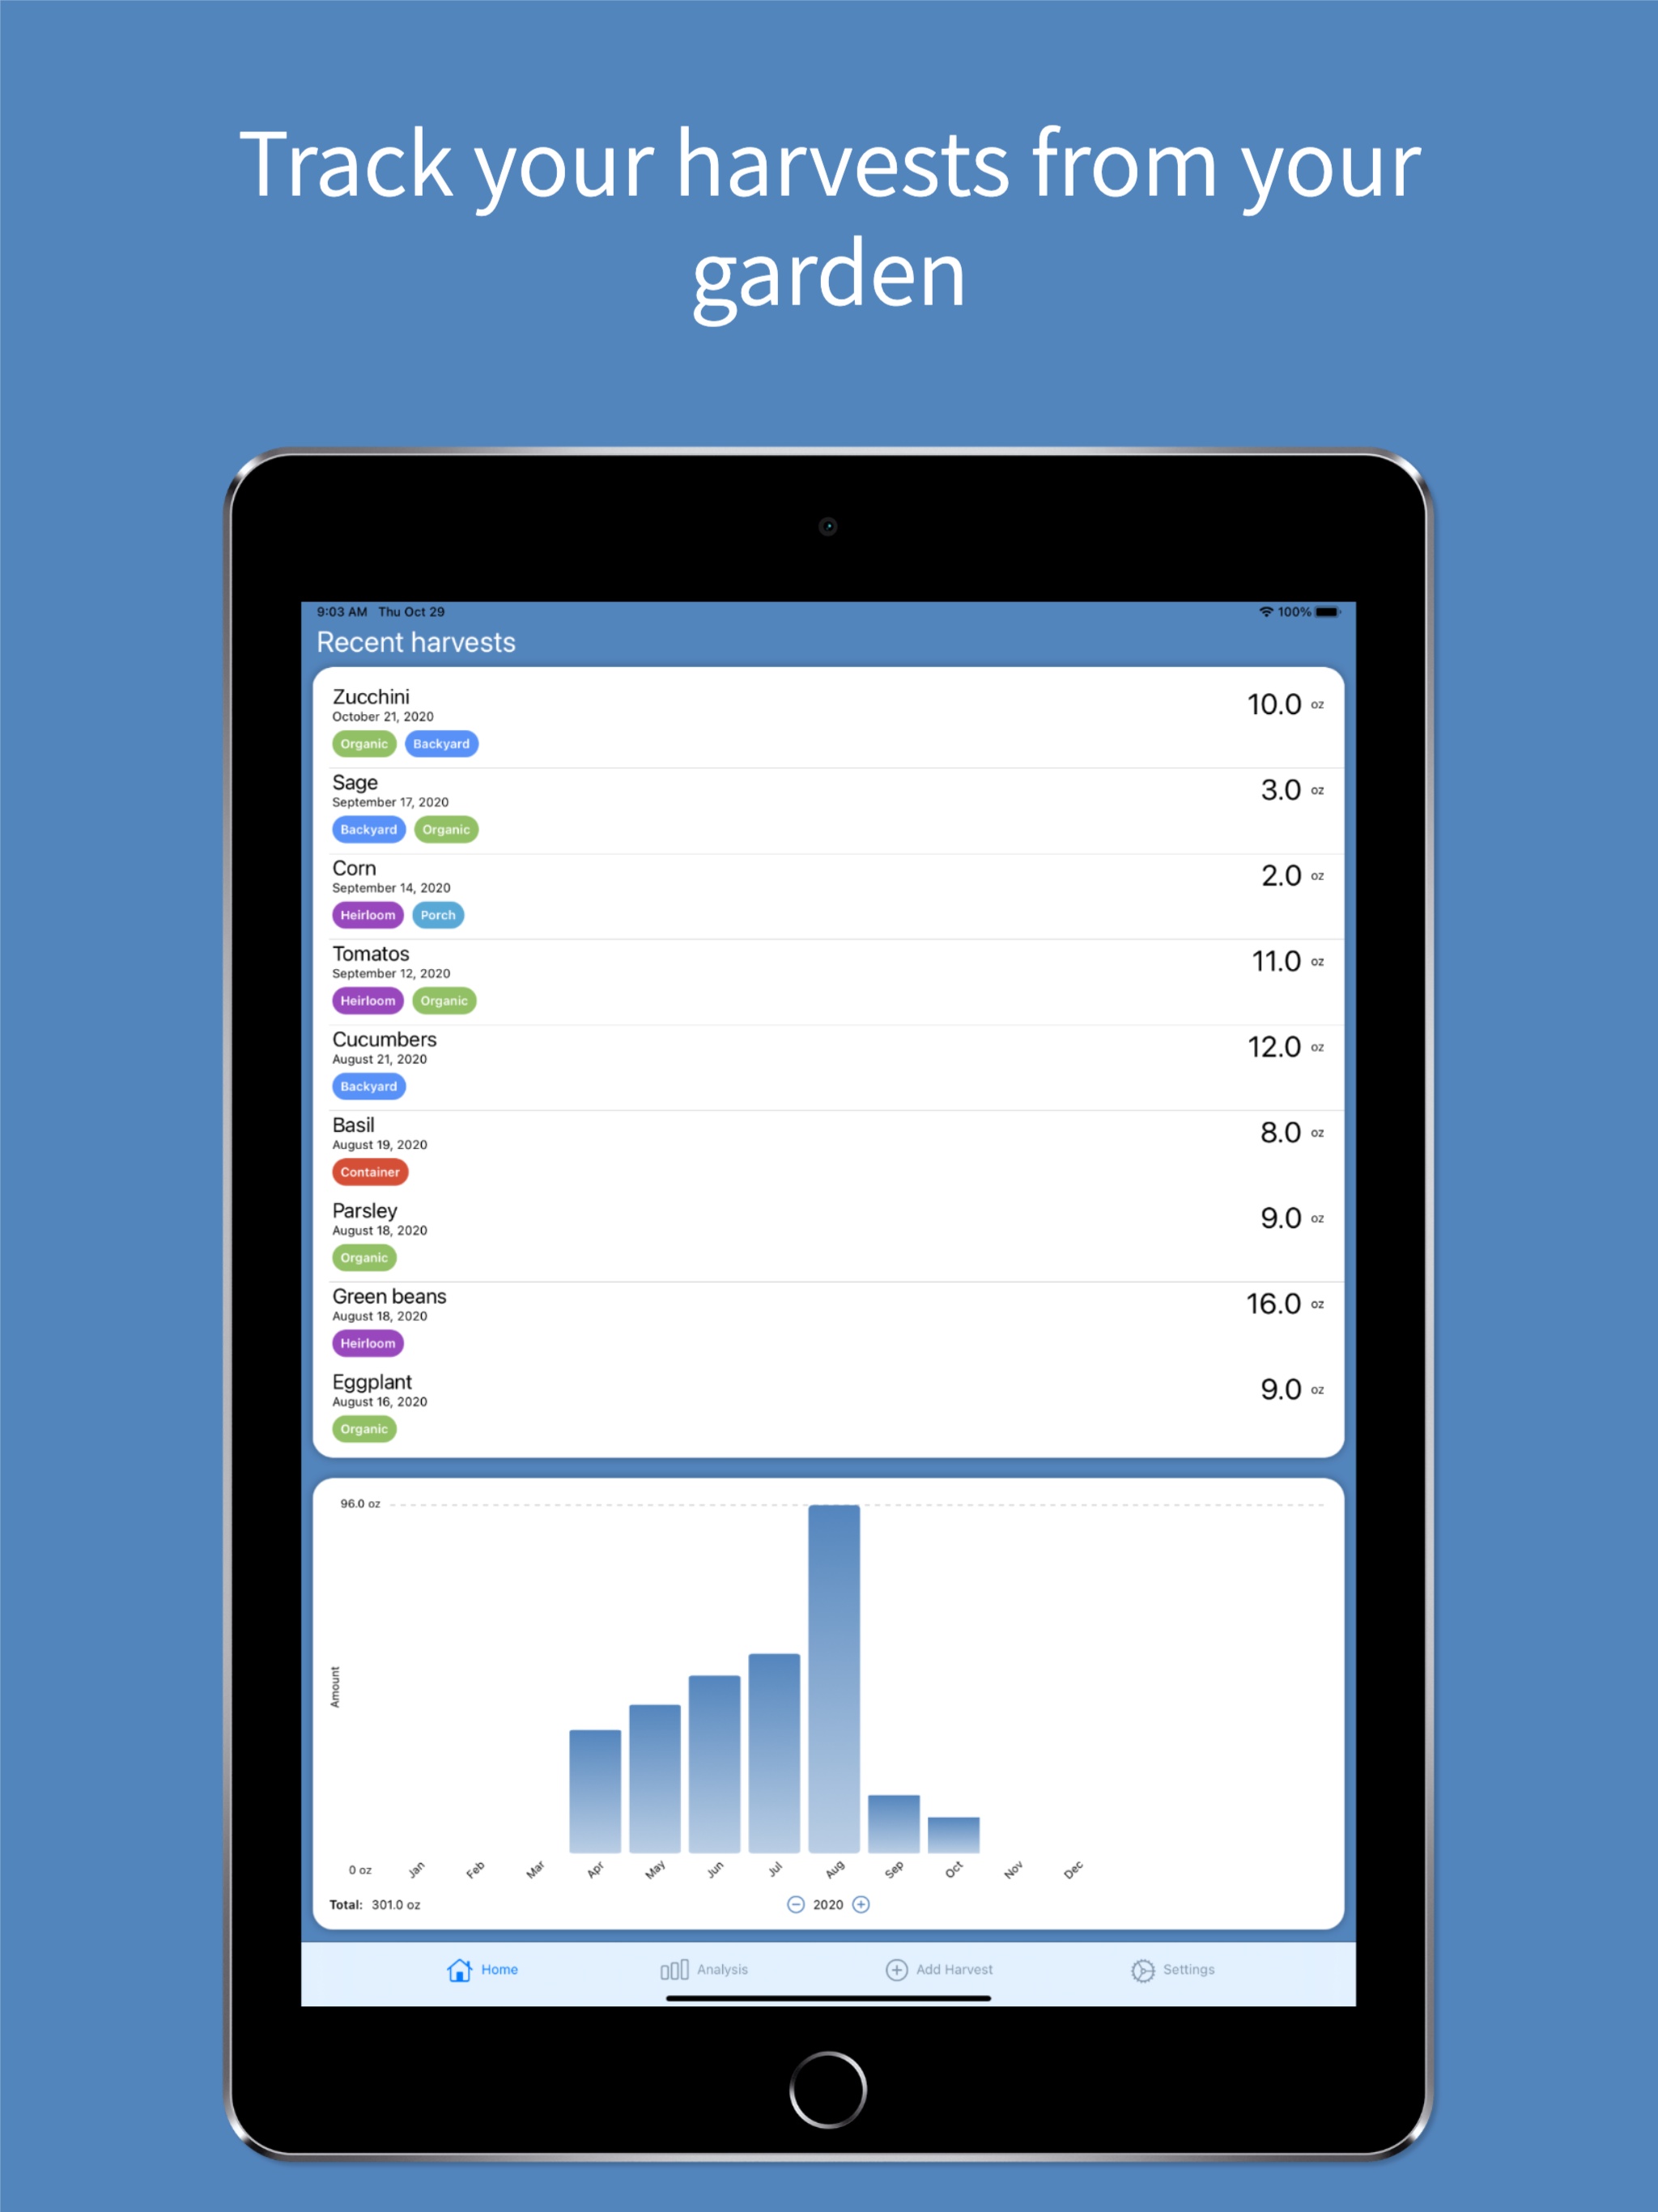 Track your harvests from your
garden
9:03 AM Thu Oct 29 100%
Recent harvests
Zucchini 10.0 oz
October 21, 2020
Organic Backyard
Sage 3.0 oz
September 17, 2020
Backyard Organic
Corn 2.0 oz
September 14, 2020
Heirloom Porch
Tomatos 11.0 oz
September 12, 2020
Heirloom Organic
Cucumbers 12.0 oz
August 21, 2020
Backyard
Basil 8.0 oz
August 19, 2020
Container
Parsley 9.0 oz
August 18, 2020
Organic
Green beans 16.0 oz
August 18, 2020
Heirloom
Eggplant 9.0 oz
August 16, 2020
Organic
96.0 oz
Amount
0 oz Jan Feb Mar Apr May Jun Jul Aug Sep Oct Nov Dec
Total: 301.0 oz 2020
Home Analysis Add Harvest Settings